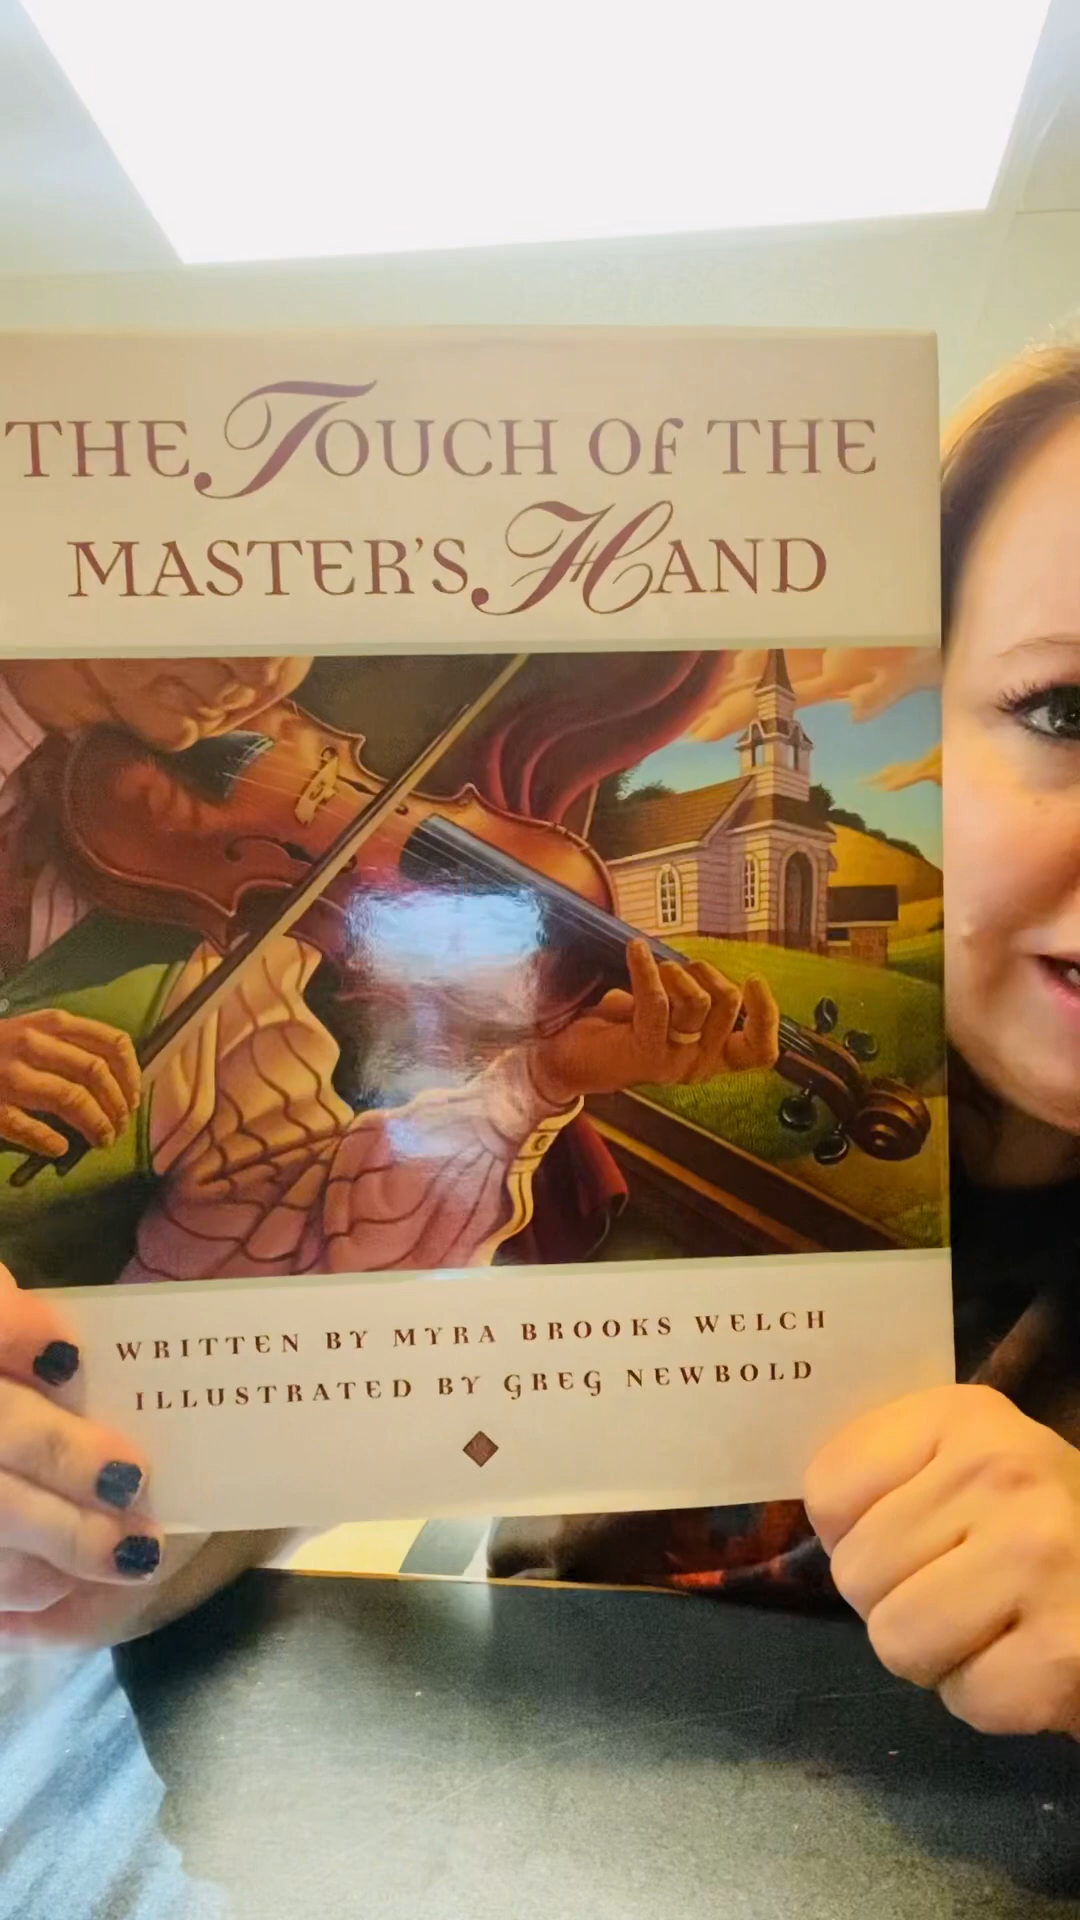 THE TOUCH OF THE
MASTER'S HAND
WRITTEN BY MYRA BROOKS WELCH
ILLUSTRATED BY GREG NEWBOLD